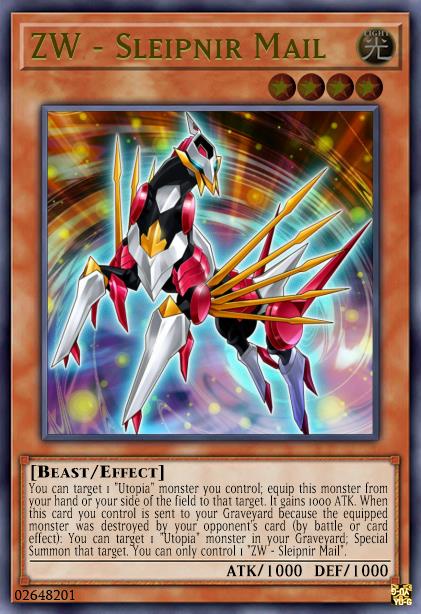 ZW - Sleipnir Mail
LIGHT
光
[Beast/Effect]
You can target 1 "Utopia" monster you control; equip this monster
from your hand or your side of the field to that target. It gains 1000 ATK. When
this card you control is sent to your Graveyard because the equipped
monster was destroyed by your opponent's card (by battle or card
effect): You can target 1 "Utopia" monster in your Graveyard; Special
Summon that target. You can only control 1 "ZW - Sleipnir Mail".
ATK/1000 DEF/1000
02648201